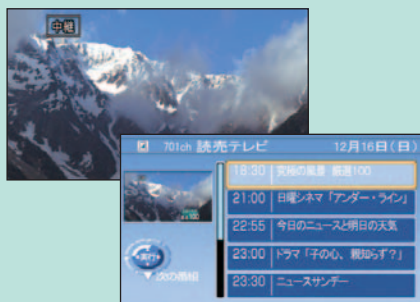 中継
701ch 読売テレビ 12月16日(日)
18:30 究極の風景 厳選100
21:00 日曜シネマ「アンダー・ライン」
22:55 今日のニュースと明日の天気
23:00 ドラマ「子の心、親知らず?」
23:30 ニュースサンデー
実行
次の番組